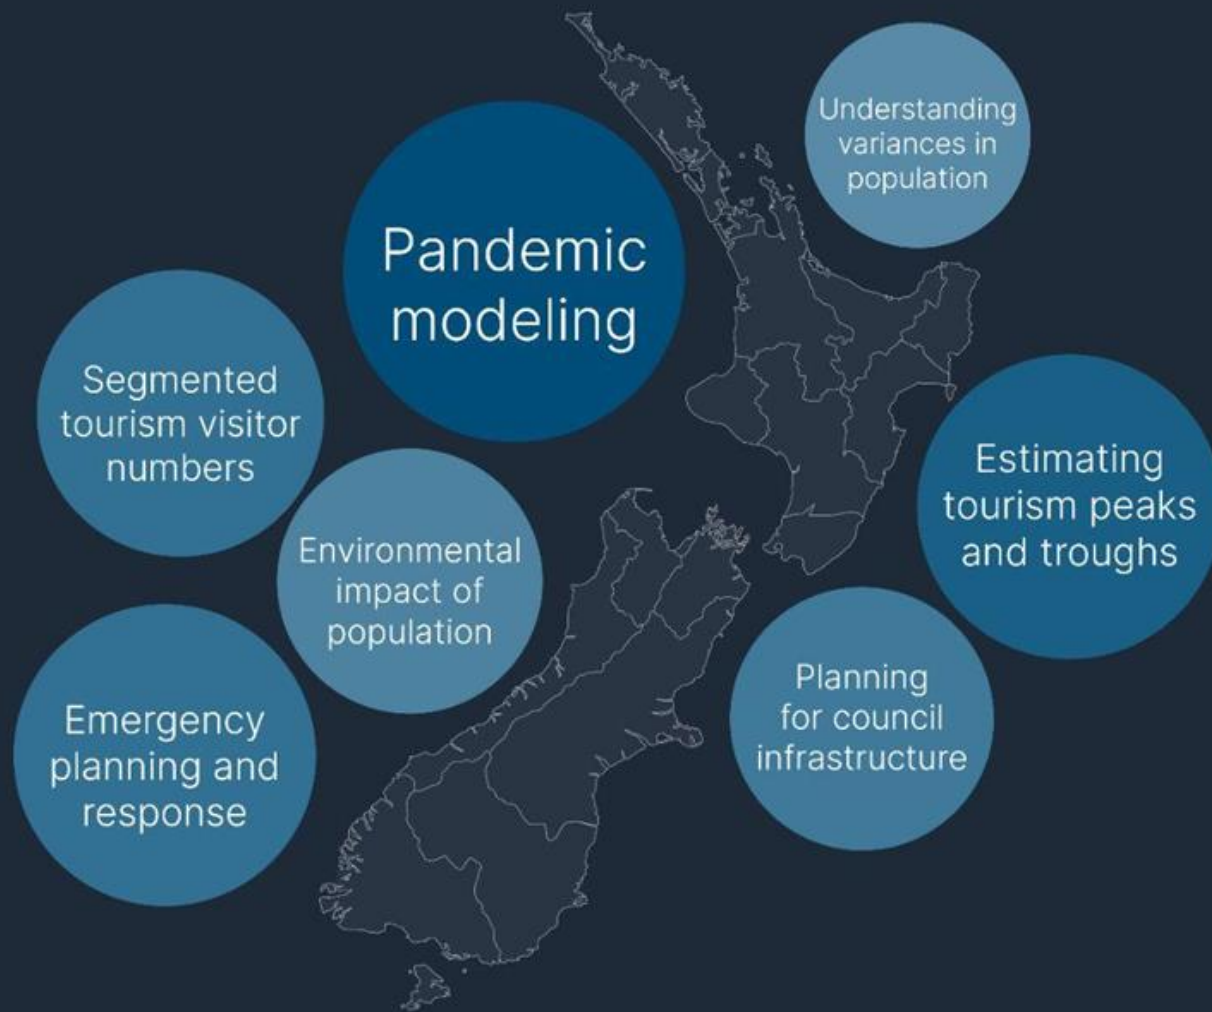 Understanding
variances in
population
Pandemic
modeling
Segmented
tourism visitor
numbers
Estimating
tourism peaks
and troughs
Environmental
impact of
population
Planning
for council
infrastructure
Emergency
planning and
response